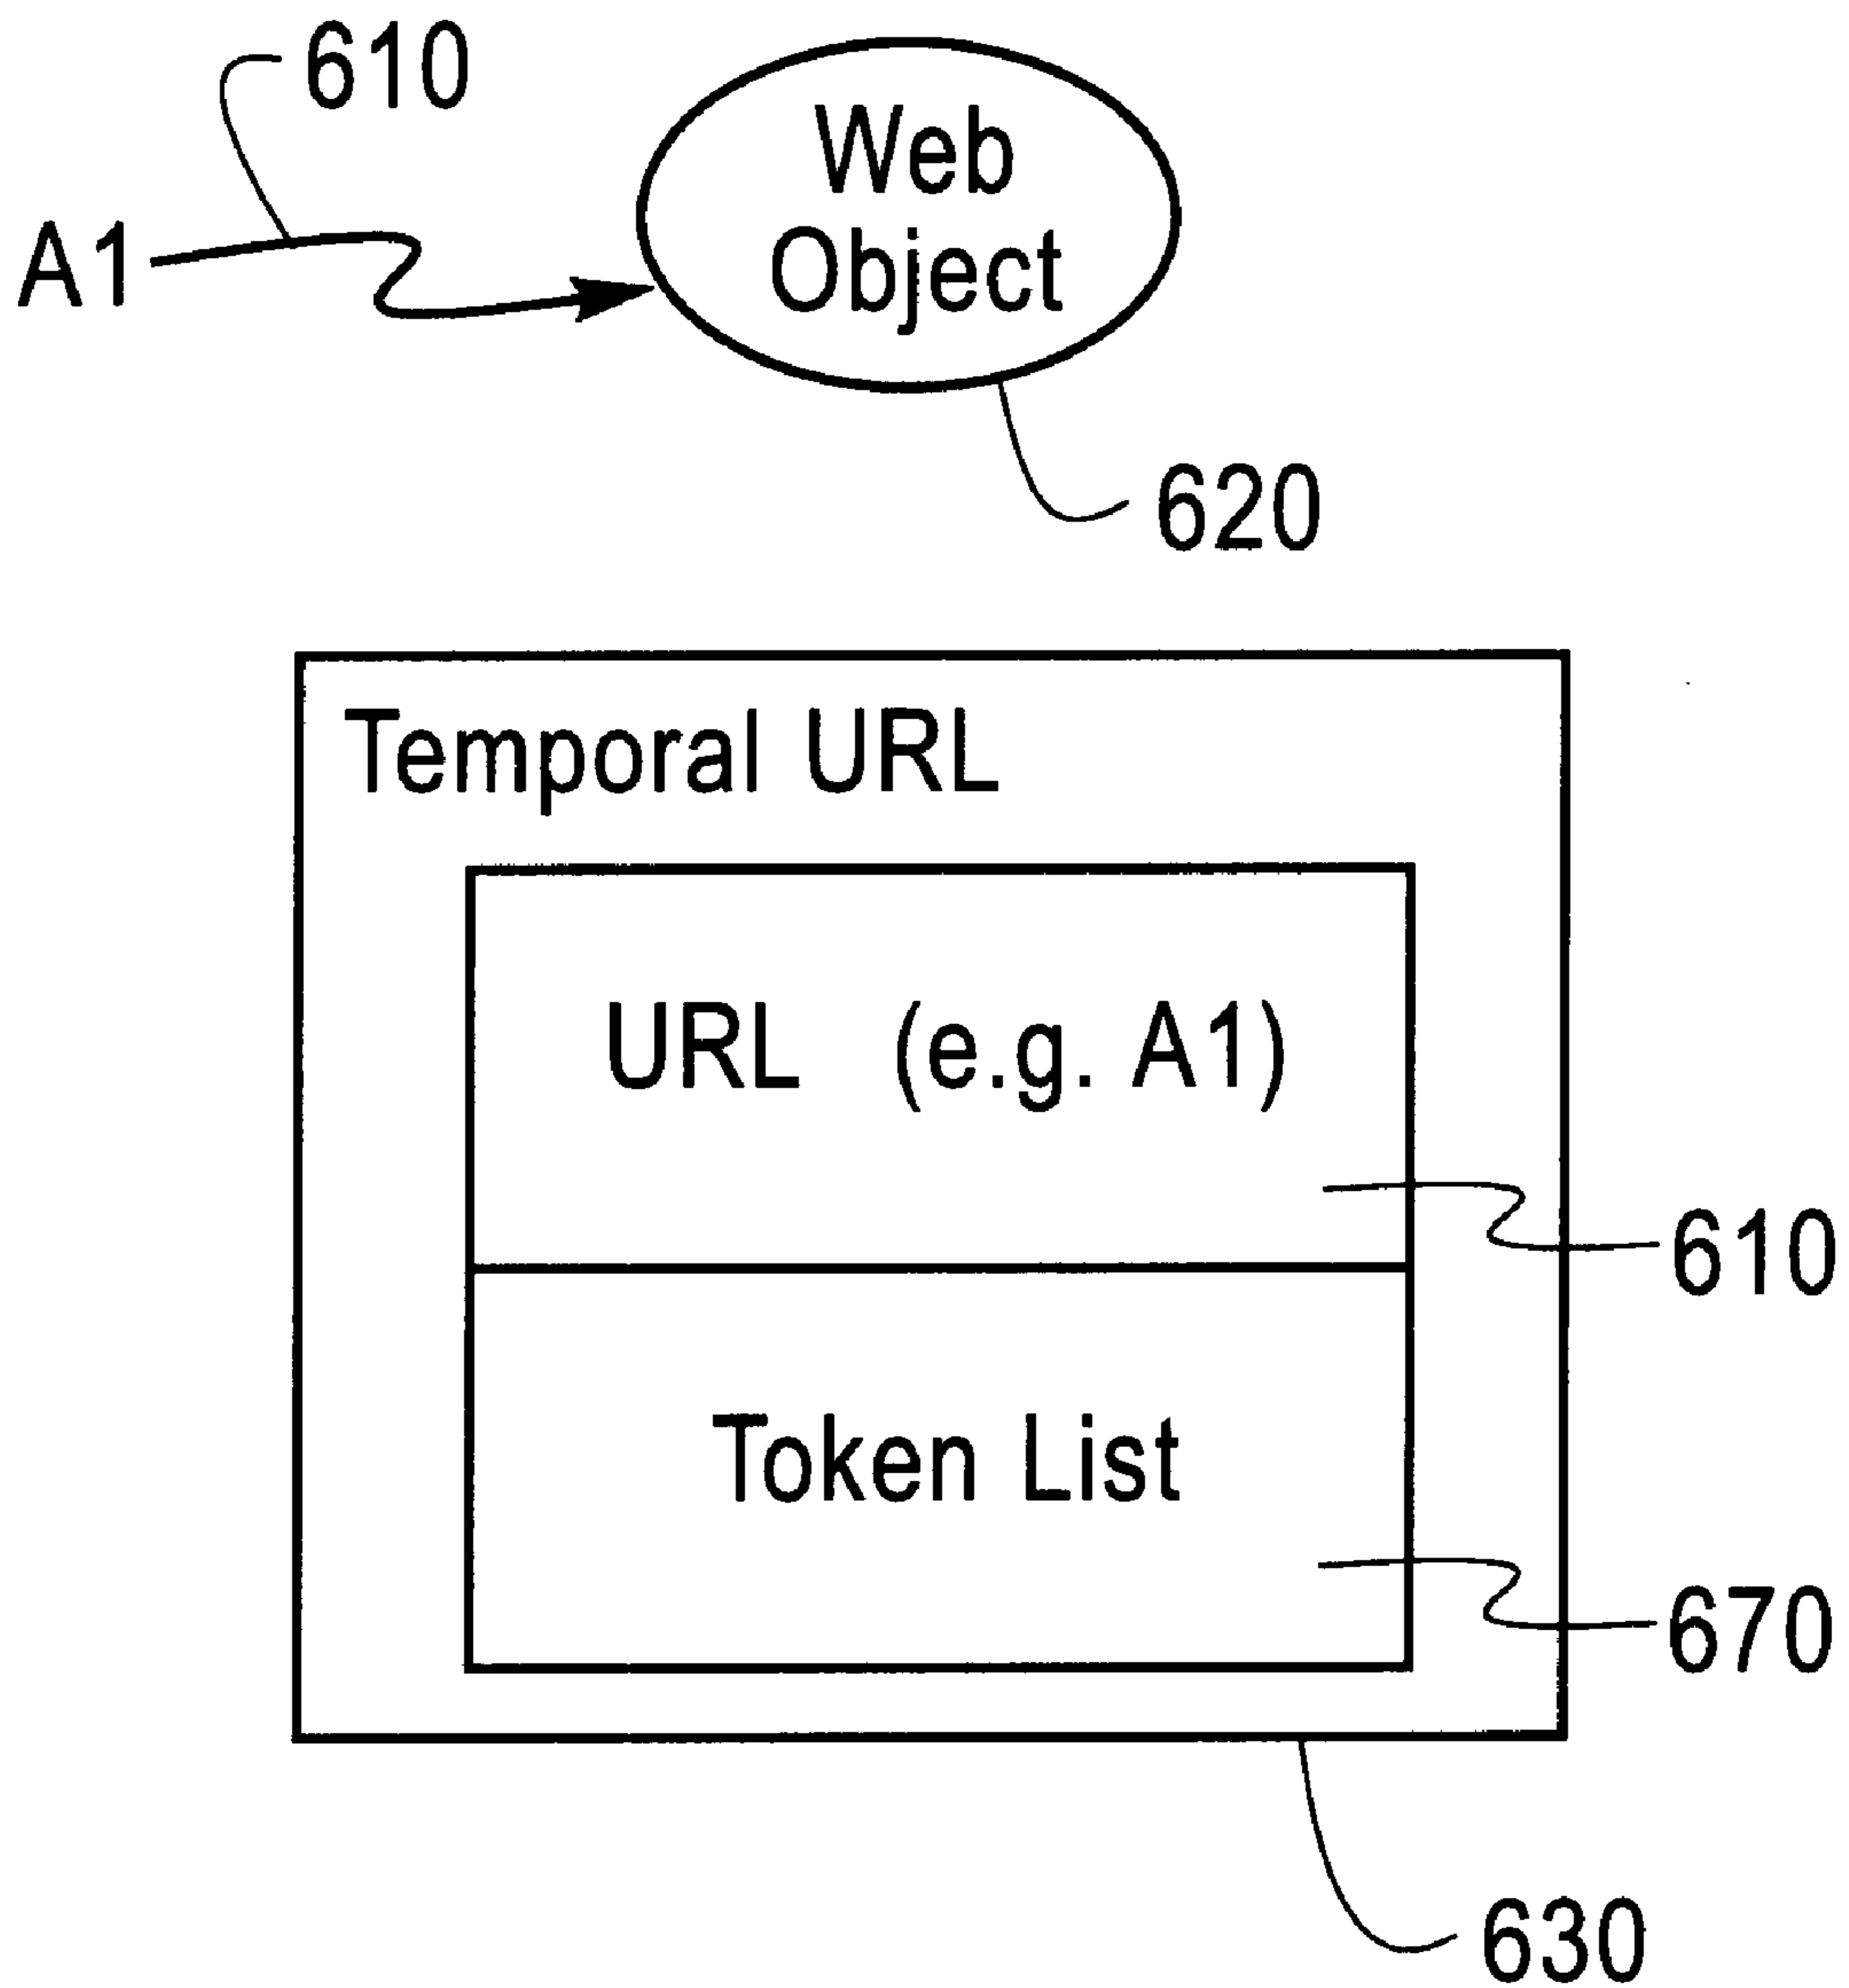 610
Web
A1
Object
620
Temporal URL
URL (e.g. A1)
610
Token List
670
630